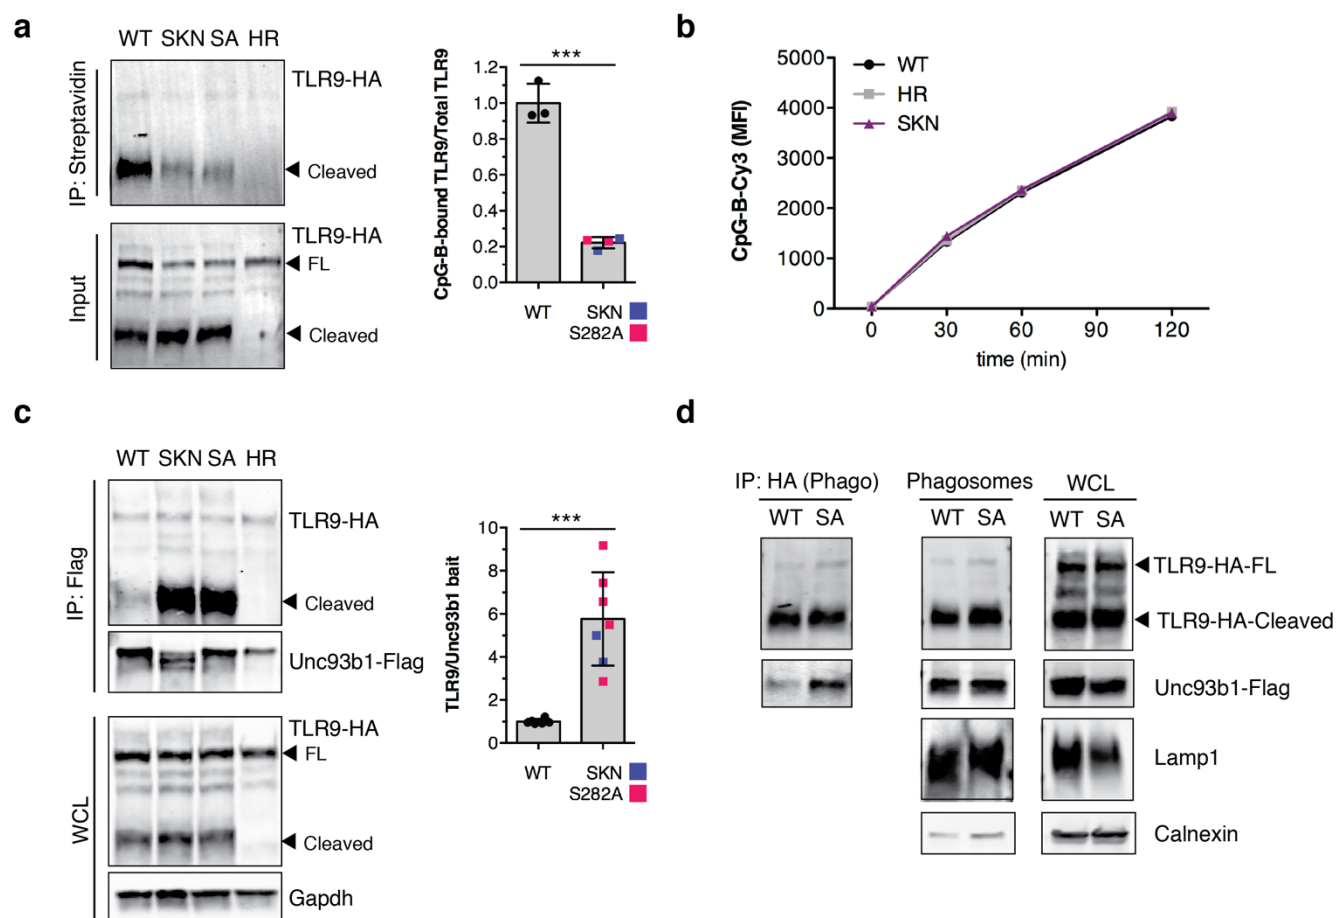 a
WT SKN SA HR
IP: Streptavidin
TLR9-HA
Cleaved
Input
TLR9-HA
FL
Cleaved
***
CpG-B-bound TLR9/Total TLR9
1.2
1.0
0.8
0.6
0.4
0.2
0.0
WT
SKN
S282A
b
CpG-B-Cy3 (MFI)
5000
4000
3000
2000
1000
0
WT
HR
SKN
0 30 60 90 120
time (min)
c
WT SKN SA HR
IP: Flag
TLR9-HA
Cleaved
Unc93b1-Flag
WCL
TLR9-HA
FL
Cleaved
Gapdh
***
TLR9/Unc93b1 bait
10
8
6
4
2
0
WT
SKN
S282A
d
IP: HA (Phago) Phagosomes WCL
WT SA WT SA WT SA
TLR9-HA-FL
TLR9-HA-Cleaved
Unc93b1-Flag
Lamp1
Calnexin